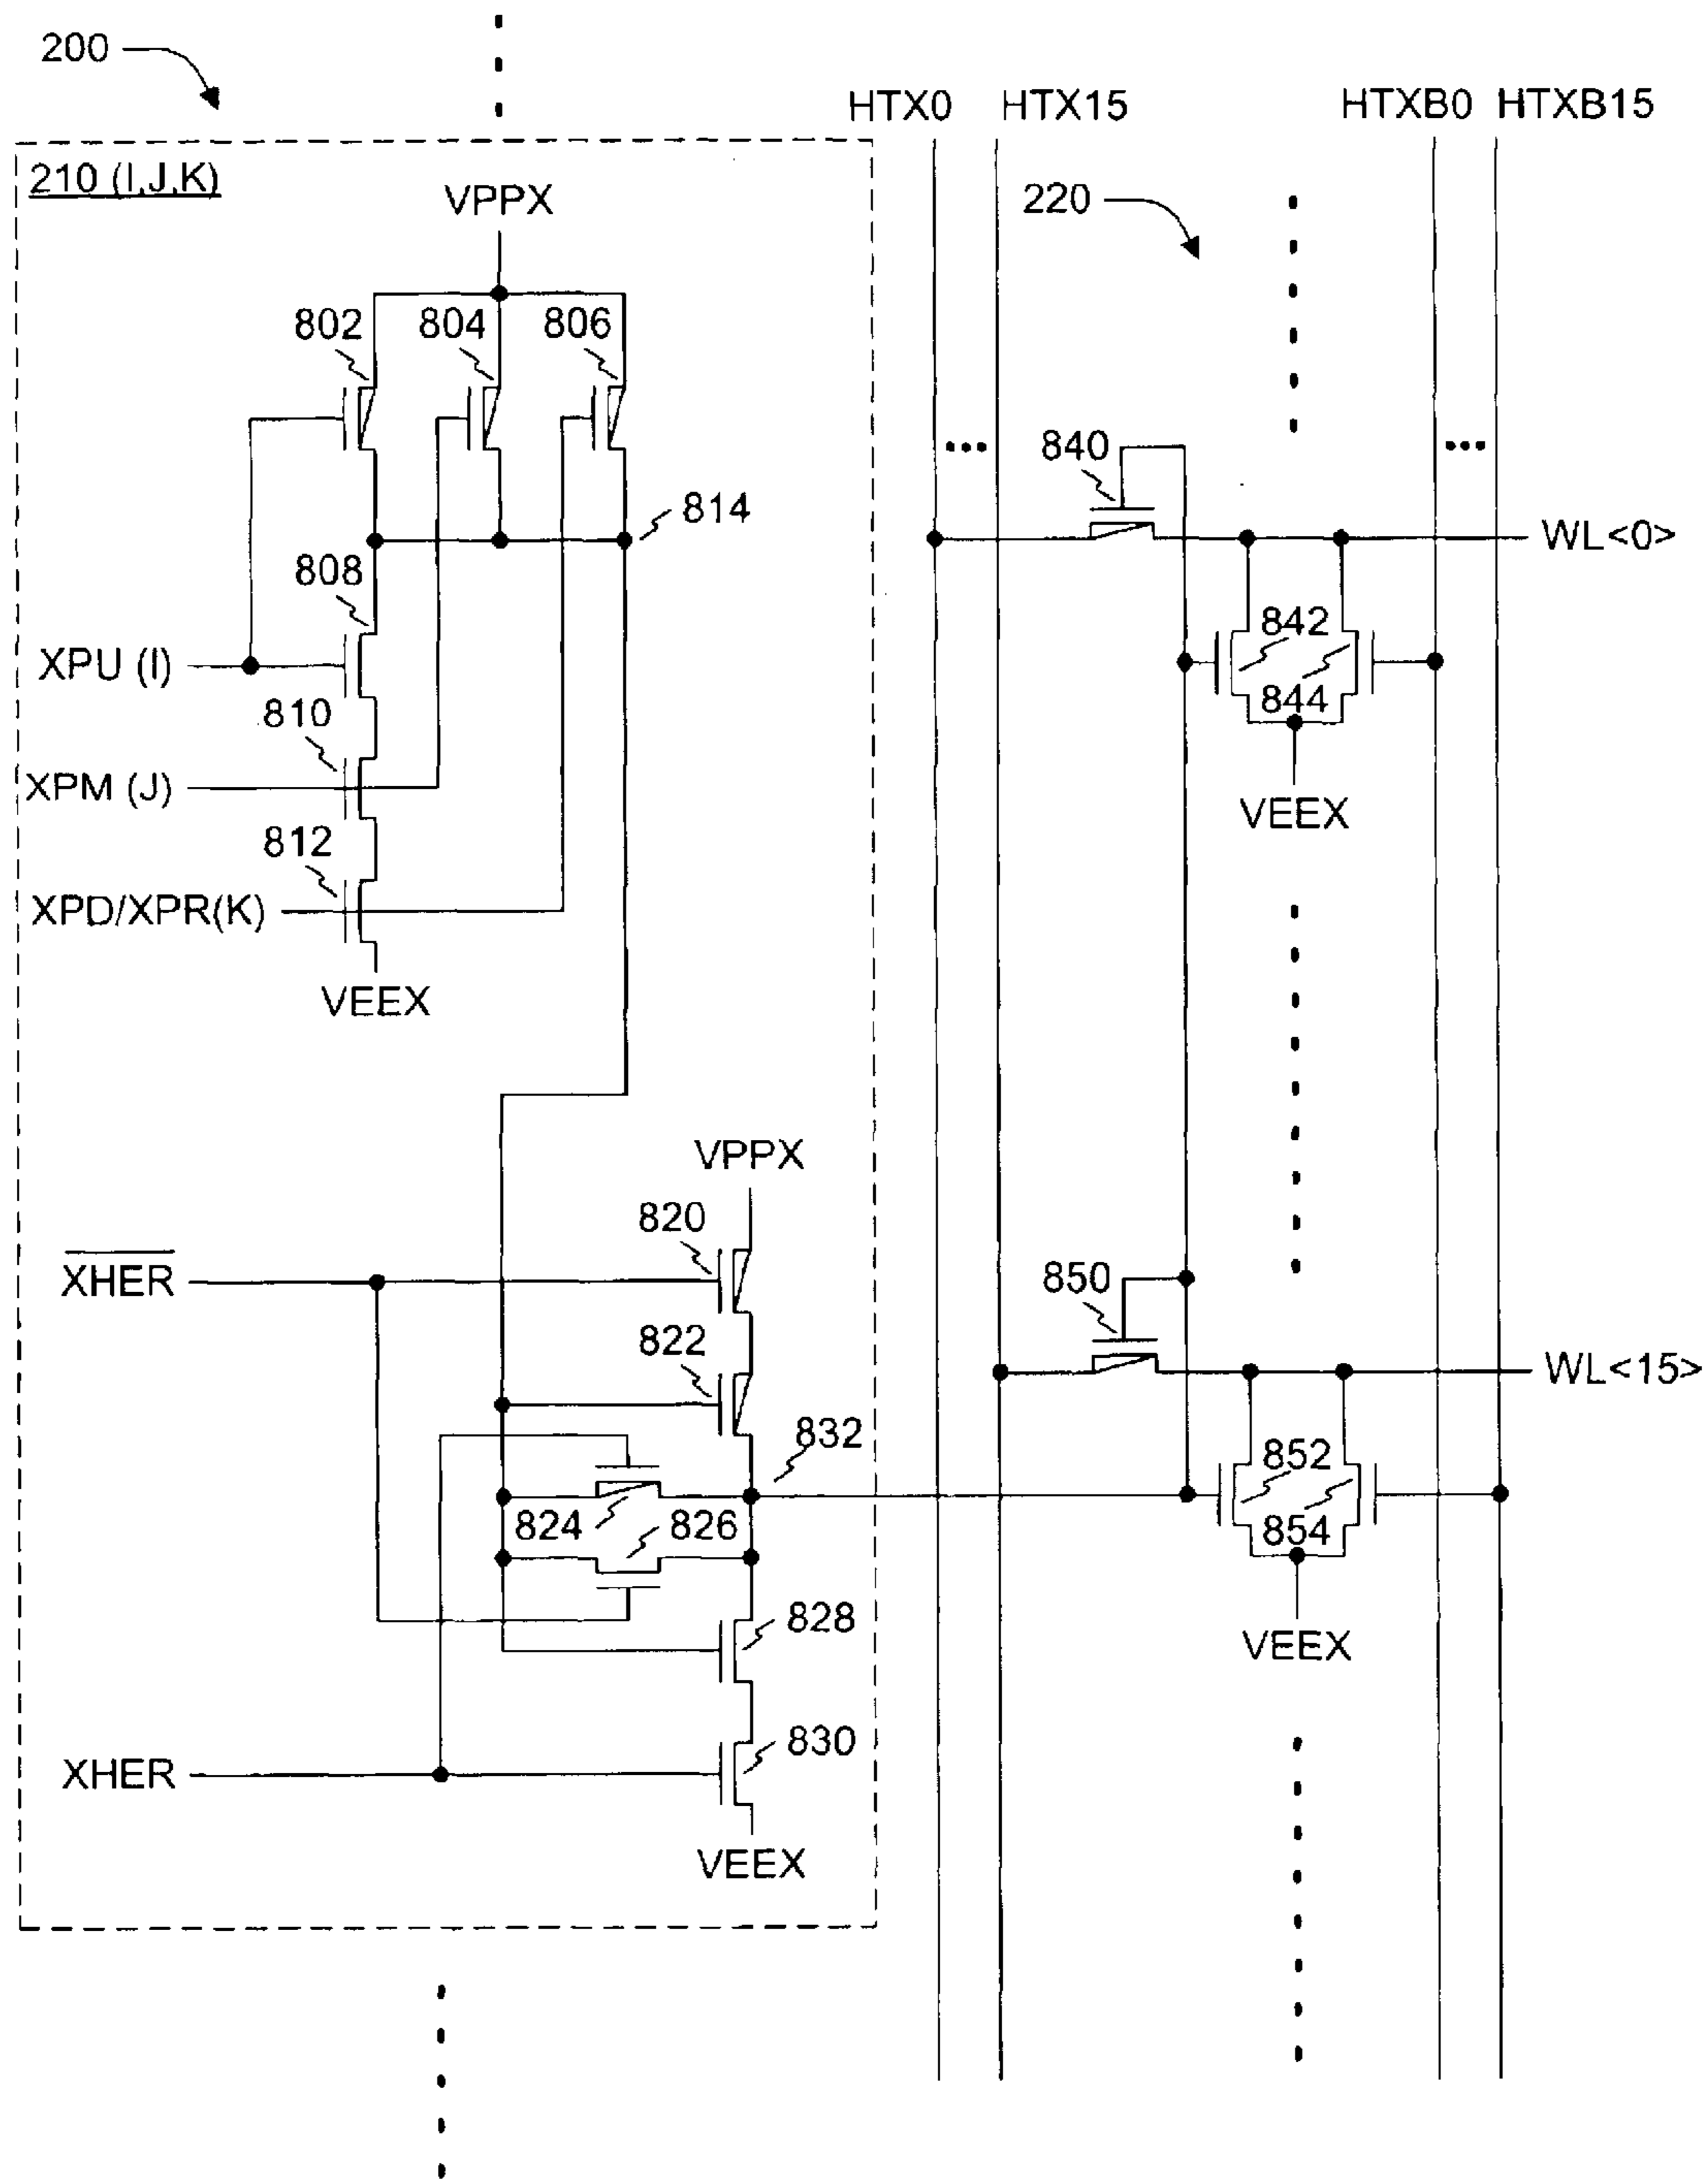 200
HTX0 HTX15 HTXB0 HTXB15
210 (I,J,K)
VPPX
220
802 804 806
840
814
WL<0>
808
842
XPU (I)
844
810
XPM (J)
VEEX
812
XPD/XPR(K)
VEEX
VPPX
820
XHER
850
822
WL<15>
832
852
824 826
854
828
VEEX
830
XHER
VEEX